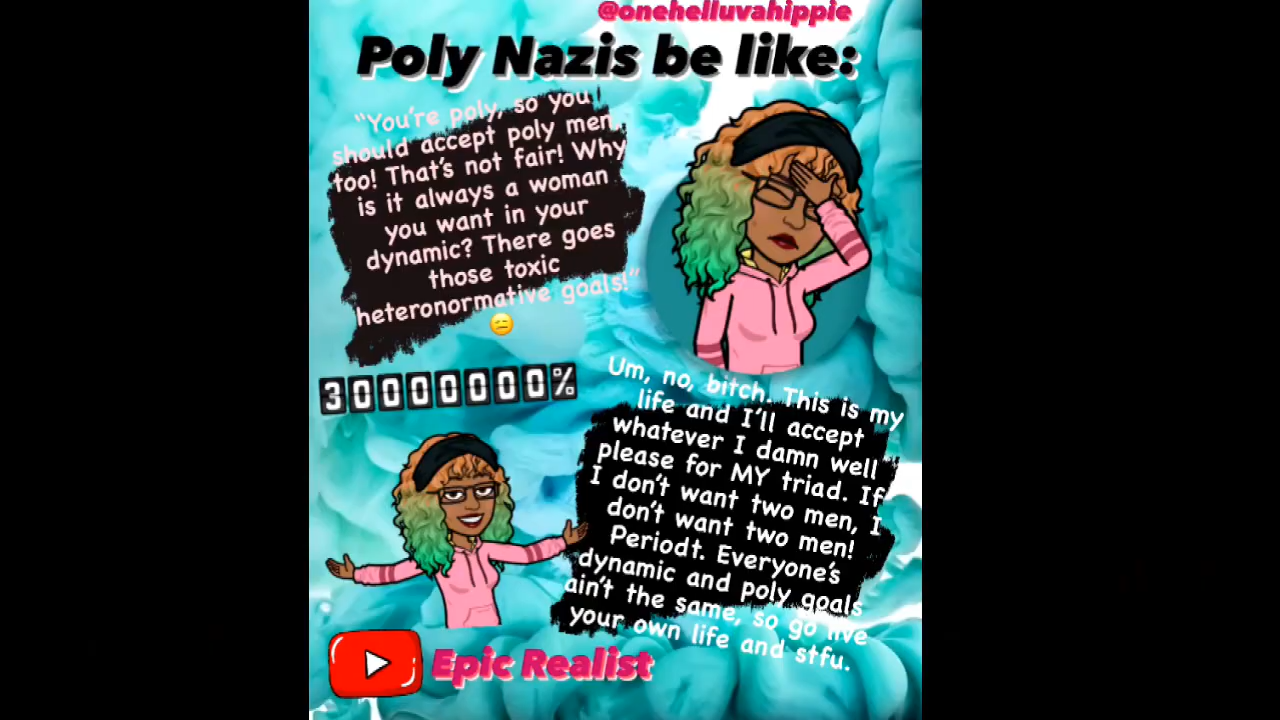 @onehelluvahippie
Poly Nazis be like:
"You're poly, so you
should accept poly men
too! That's not fair! Why
is it always a woman
you want in your
dynamic? There goes
those toxic
heteronormative goals!"
😑
30000000%
Um, no, bitch. This is my
life and I'll accept
whatever I damn well
please for MY triad. If
I don't want two men, I
don't want two men!
Periodt. Everyone's
dynamic and poly goals
ain't the same, so go live
your own life and stfu.
Epic Realist